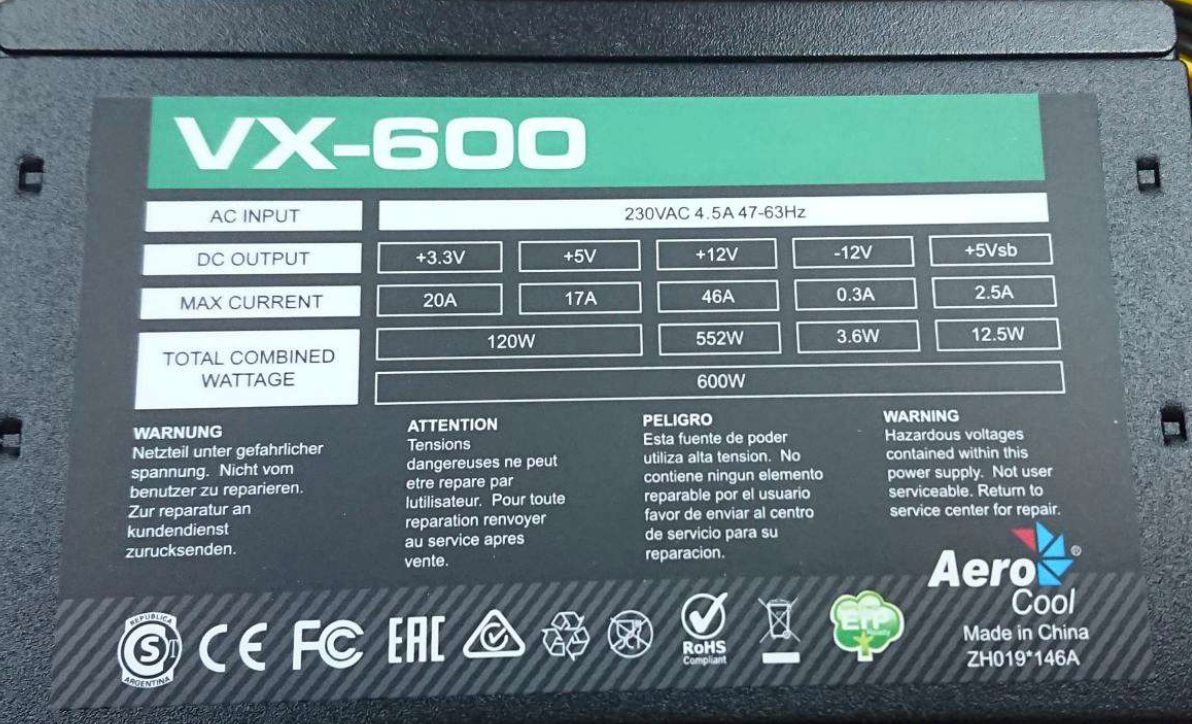 VX-600
AC INPUT 230VAC 4.5A 47-63Hz
DC OUTPUT +3.3V +5V +12V -12V +5Vsb
MAX CURRENT 20A 17A 46A 0.3A 2.5A
TOTAL COMBINED WATTAGE 120W 552W 3.6W 12.5W
600W
WARNUNG
Netzteil unter gefahrlicher
spannung. Nicht vom
benutzer zu reparieren.
Zur reparatur an
kundendienst
zurucksenden.
ATTENTION
Tensions
dangereuses ne peut
etre repare par
lutilisateur. Pour toute
reparation renvoyer
au service apres
vente.
PELIGRO
Esta fuente de poder
utiliza alta tension. No
contiene ningun elemento
reparable por el usuario
favor de enviar al centro
de servicio para su
reparacion.
WARNING
Hazardous voltages
contained within this
power supply. Not user
serviceable. Return to
service center for repair.
Aero
Cool
®
REPUBLICA
S
ARGENTINA
CE
FC
EAC
RoHS
Compliant
ErP
Ready
Made in China
ZH019*146A